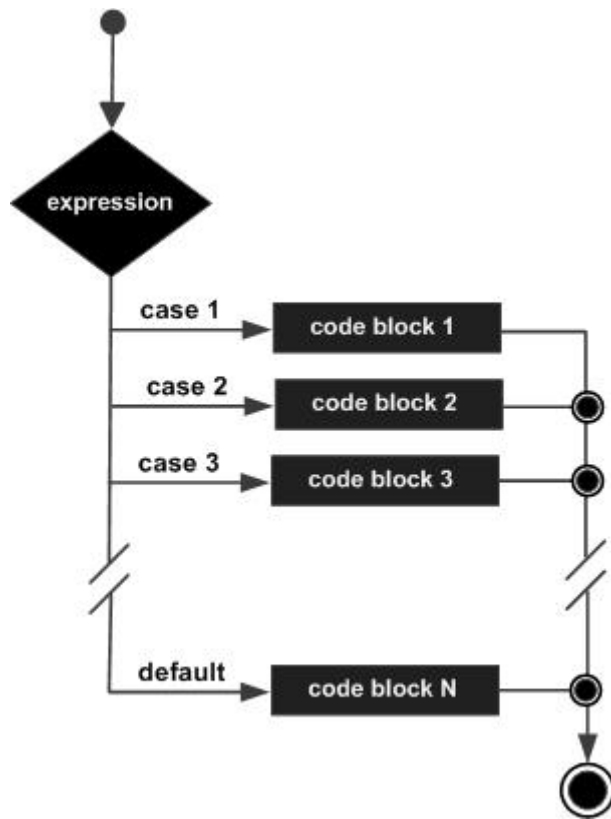 expression
case 1
code block 1
case 2
code block 2
case 3
code block 3
default
code block N